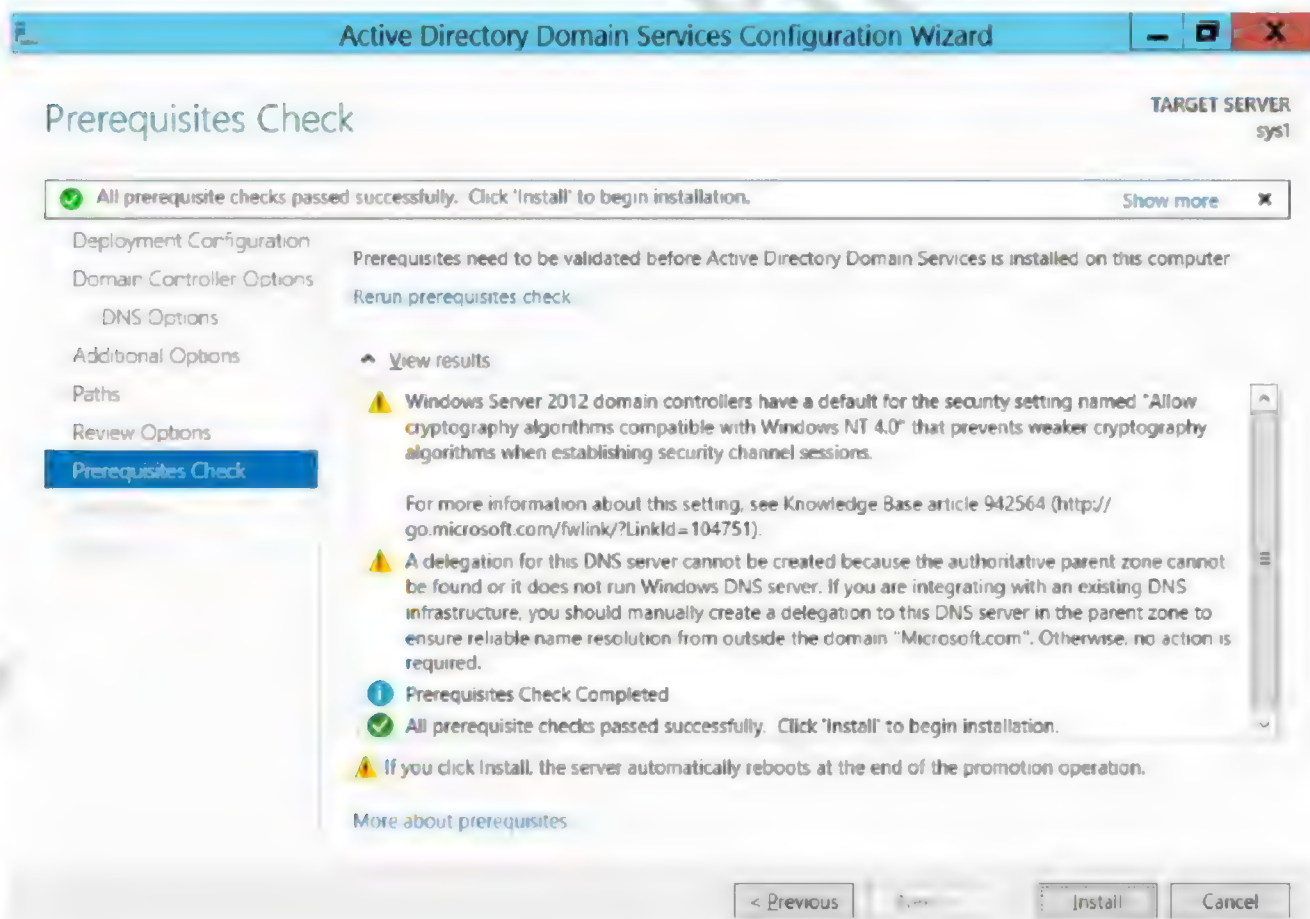 Active Directory Domain Services Configuration Wizard
Prerequisites Check
TARGET SERVER
sys1
All prerequisite checks passed successfully. Click 'Install' to begin installation.
Show more
Deployment Configuration
Domain Controller Options
DNS Options
Additional Options
Paths
Review Options
Prerequisites Check
Prerequisites need to be validated before Active Directory Domain Services is installed on this computer
Rerun prerequisites check
View results
Windows Server 2012 domain controllers have a default for the security setting named "Allow
cryptography algorithms compatible with Windows NT 4.0" that prevents weaker cryptography
algorithms when establishing security channel sessions.
For more information about this setting, see Knowledge Base article 942564 (http://
go.microsoft.com/fwlink/?LinkId=104751).
A delegation for this DNS server cannot be created because the authoritative parent zone cannot
be found or it does not run Windows DNS server. If you are integrating with an existing DNS
infrastructure, you should manually create a delegation to this DNS server in the parent zone to
ensure reliable name resolution from outside the domain "Microsoft.com". Otherwise, no action is
required.
Prerequisites Check Completed
All prerequisite checks passed successfully. Click 'Install' to begin installation.
If you click Install, the server automatically reboots at the end of the promotion operation.
More about prerequisites
< Previous
Install
Cancel